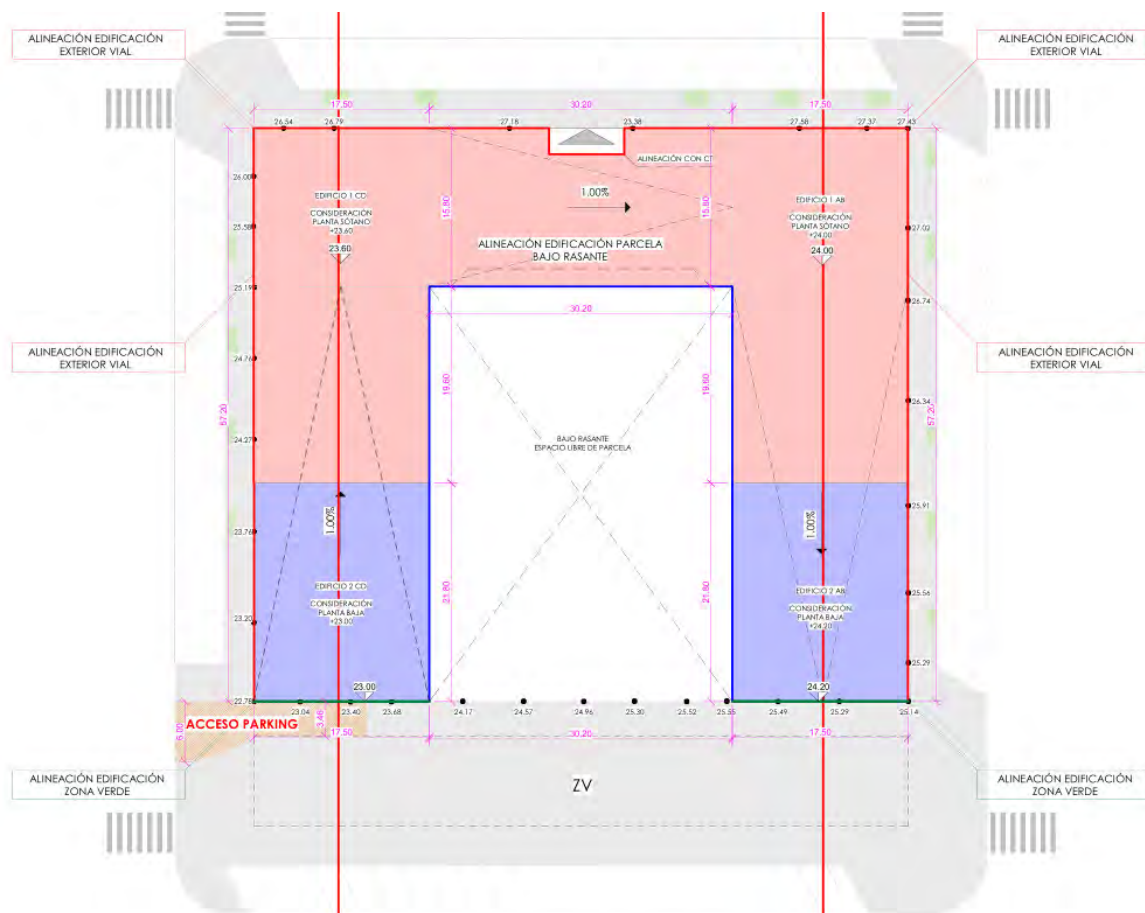 ALINEACIÓN EDIFICACIÓN
EXTERIOR VIAL
ALINEACIÓN EDIFICACIÓN
EXTERIOR VIAL
17.50
30.20
17.50
26.54
26.79
27.18
23.38
27.58
27.37
27.43
ALINEACIÓN CON CT
26.00
EDIFICIO 1 CD
CONSIDERACIÓN
PLANTA SÓTANO
+23.60
23.60
15.80
1.00%
15.80
EDIFICIO 1 AB
CONSIDERACIÓN
PLANTA SÓTANO
+24.00
24.00
25.58
27.02
ALINEACIÓN EDIFICACIÓN PARCELA
BAJO RASANTE
25.19
26.74
30.20
ALINEACIÓN EDIFICACIÓN
EXTERIOR VIAL
ALINEACIÓN EDIFICACIÓN
EXTERIOR VIAL
24.76
19.60
19.60
57.20
26.34
57.20
24.27
BAJO RASANTE
ESPACIO LIBRE DE PARCELA
1.00%
1.00%
25.91
23.76
EDIFICIO 2 CD
CONSIDERACIÓN
PLANTA BAJA
+23.00
21.80
21.80
EDIFICIO 2 AB
CONSIDERACIÓN
PLANTA BAJA
+24.20
25.56
23.20
25.29
23.00
24.20
22.78
23.04
23.40
23.68
24.17
24.57
24.96
25.30
25.52
25.55
25.49
25.29
25.14
ACCESO PARKING
5.00
3.46
17.50
30.20
17.50
ALINEACIÓN EDIFICACIÓN
ZONA VERDE
ZV
ALINEACIÓN EDIFICACIÓN
ZONA VERDE